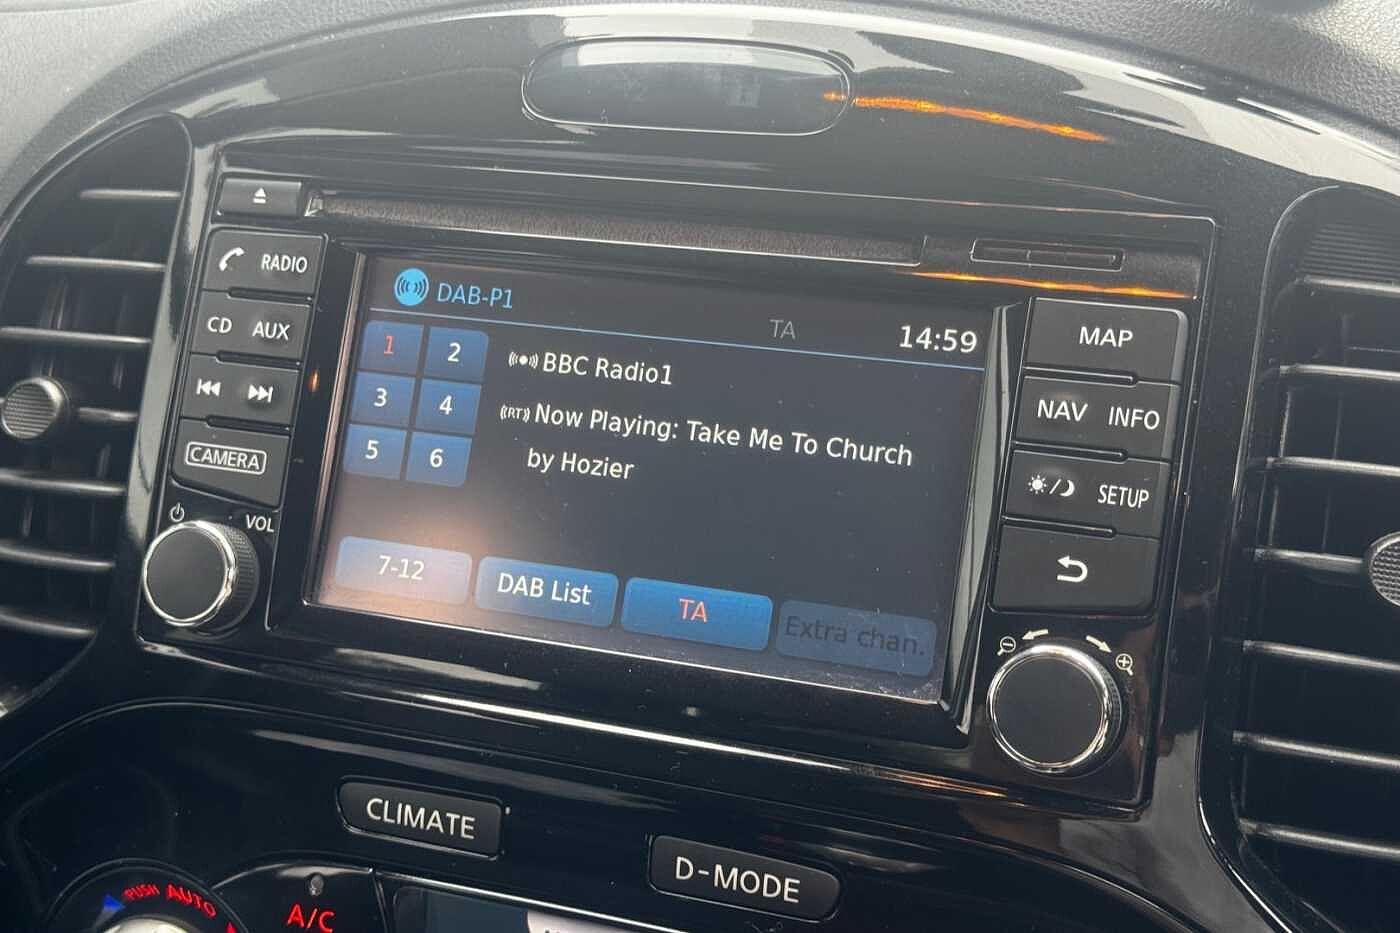 RADIO
CD AUX
CAMERA
VOL
DAB-P1
TA
14:59
1 2
3 4
5 6
BBC Radio1
(RT) Now Playing: Take Me To Church
by Hozier
7-12
DAB List
TA
Extra chan.
MAP
NAV INFO
SETUP
CLIMATE
D-MODE
PUSH AUTO
A/C